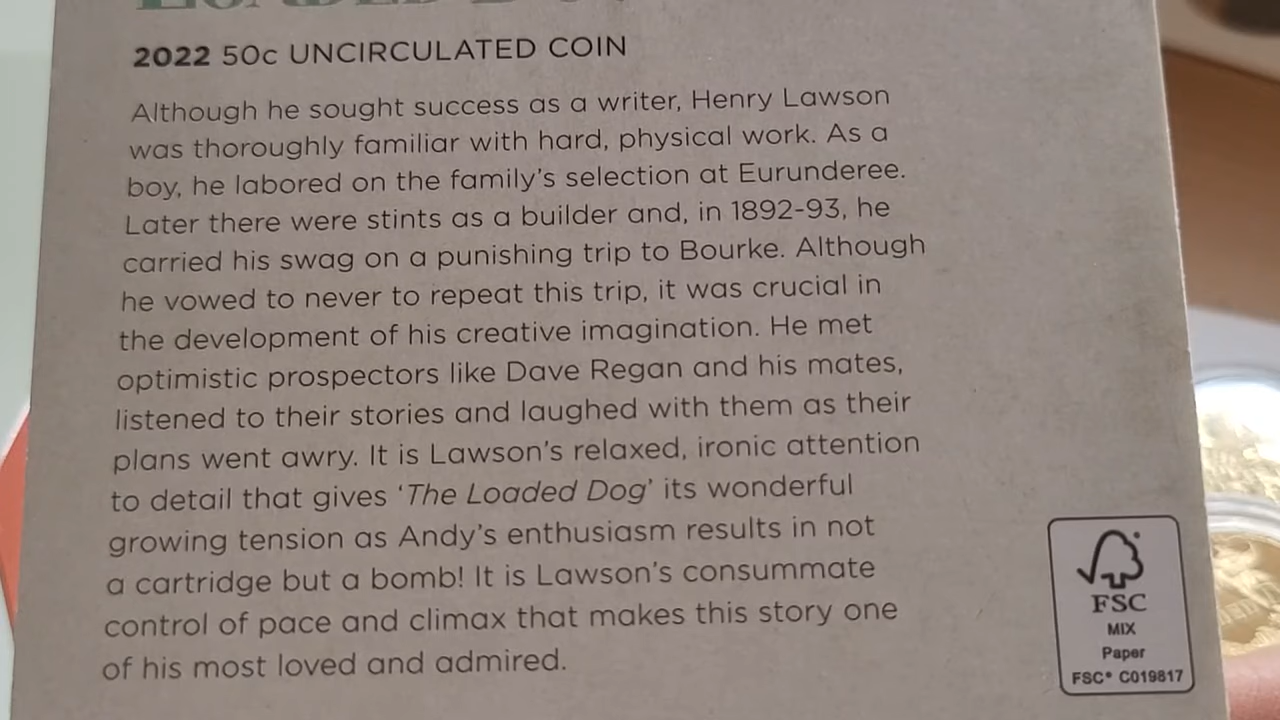 LOADED DOG
2022 50c UNCIRCULATED COIN
Although he sought success as a writer, Henry Lawson
was thoroughly familiar with hard, physical work. As a
boy, he labored on the family's selection at Eurunderee.
Later there were stints as a builder and, in 1892-93, he
carried his swag on a punishing trip to Bourke. Although
he vowed to never to repeat this trip, it was crucial in
the development of his creative imagination. He met
optimistic prospectors like Dave Regan and his mates,
listened to their stories and laughed with them as their
plans went awry. It is Lawson's relaxed, ironic attention
to detail that gives ‘The Loaded Dog’ its wonderful
growing tension as Andy's enthusiasm results in not
a cartridge but a bomb! It is Lawson's consummate
control of pace and climax that makes this story one
of his most loved and admired.
FSC
MIX
Paper
FSC® C019817